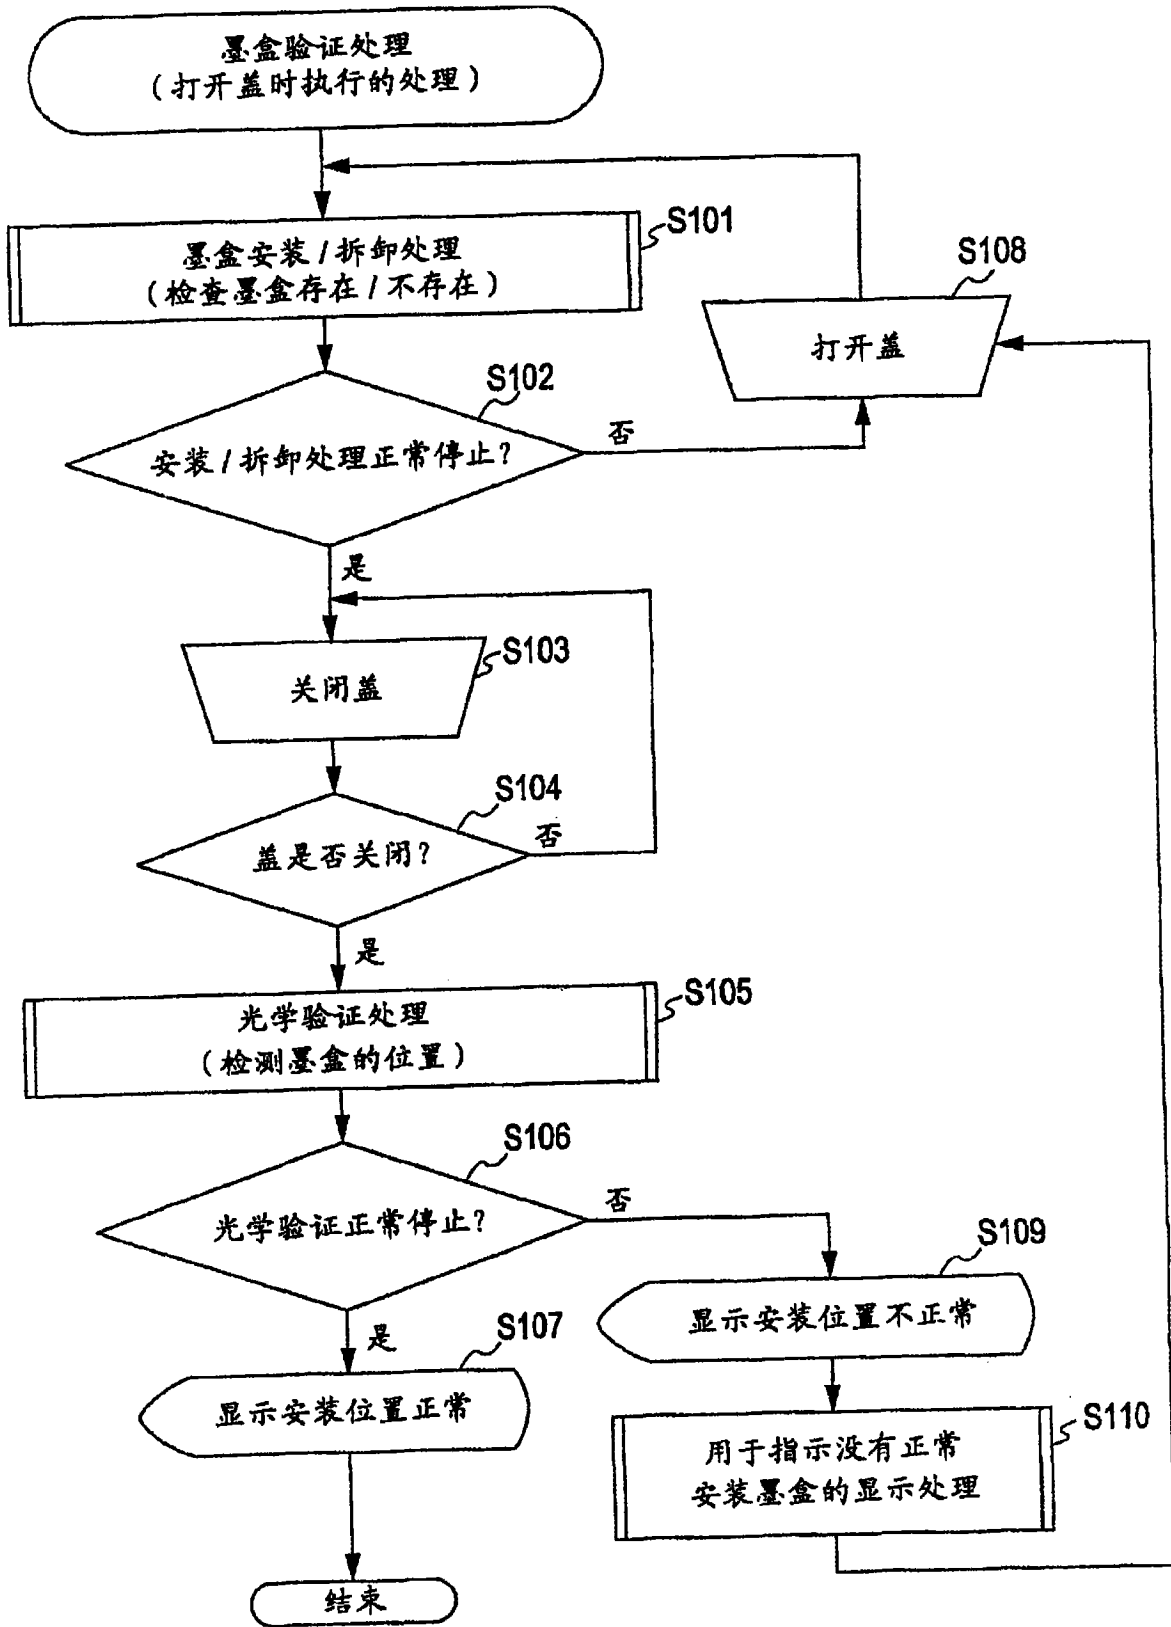 墨盒验证处理
(打开盖时执行的处理)
墨盒安装/拆卸处理
(检查墨盒存在/不存在)
S101
S108
打开盖
S102
安装/拆卸处理正常停止?
否
是
关闭盖
S103
S104
盖是否关闭?
否
是
光学验证处理
(检测墨盒的位置)
S105
S106
光学验证正常停止?
否
是
S109
显示安装位置不正常
S107
显示安装位置正常
用于指示没有正常
安装墨盒的显示处理
S110
结束